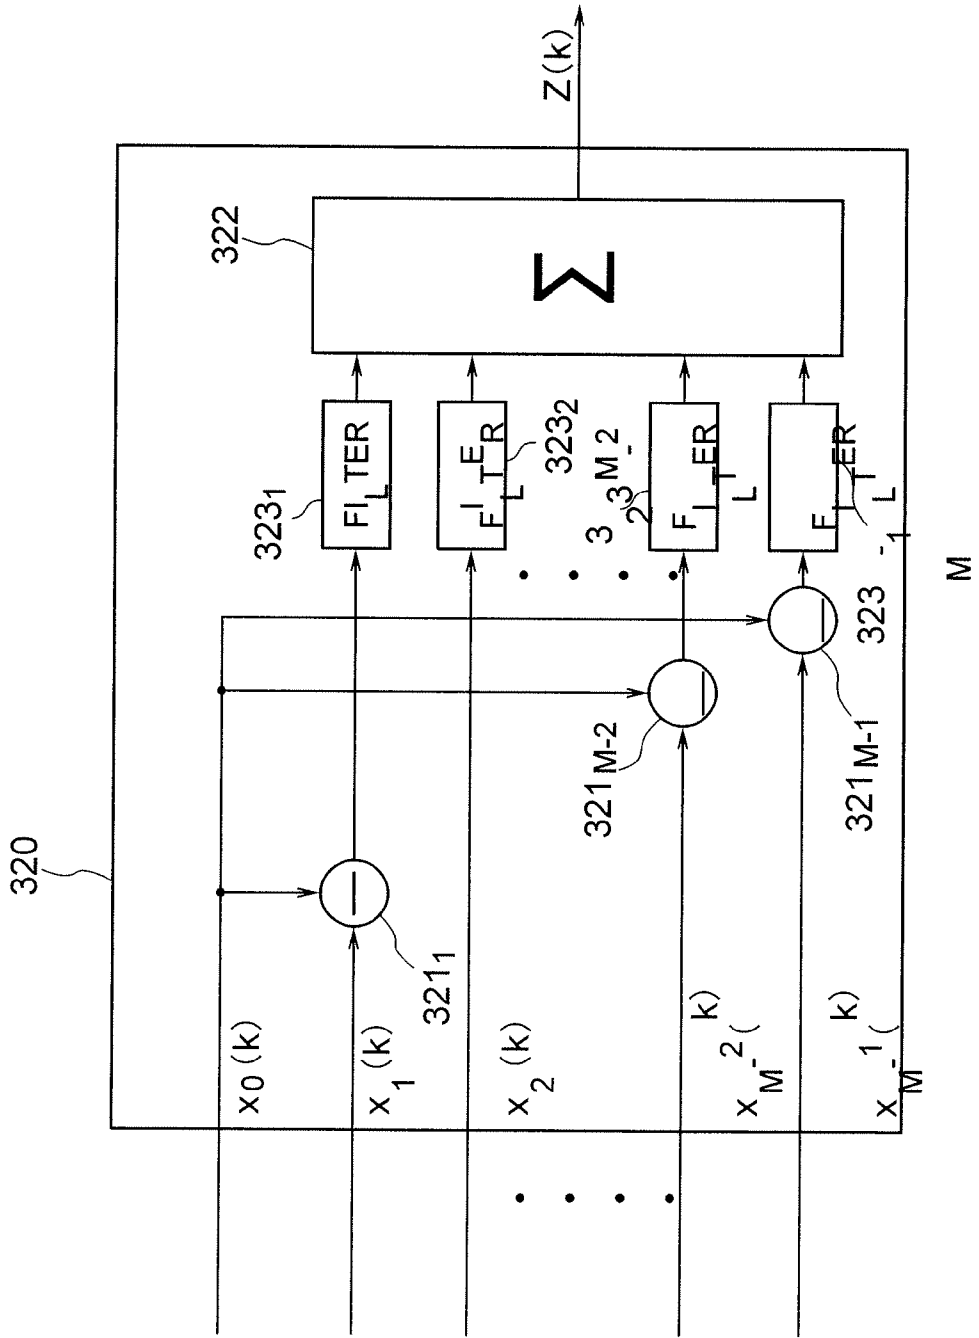 320
322
Z(k)
Σ
FILTER
323₁
FILTER
323₂
FILTER
323M-2
FILTER
323M-1
321₁
321M-2
321M-1
x₀(k)
x₁(k)
x₂(k)
xM-2(k)
xM-1(k)